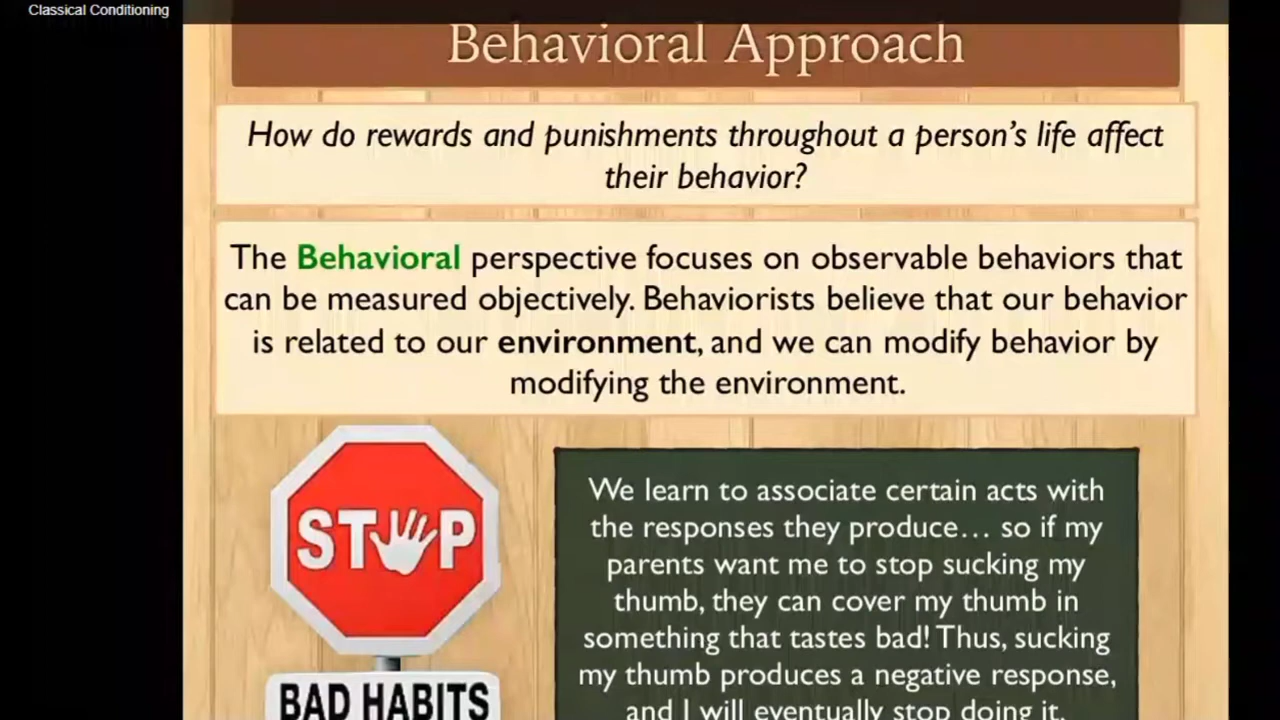 Classical Conditioning
Behavioral Approach
How do rewards and punishments throughout a person's life affect
their behavior?
The Behavioral perspective focuses on observable behaviors that
can be measured objectively. Behaviorists believe that our behavior
is related to our environment, and we can modify behavior by
modifying the environment.
STOP
BAD HABITS
We learn to associate certain acts with
the responses they produce... so if my
parents want me to stop sucking my
thumb, they can cover my thumb in
something that tastes bad! Thus, sucking
my thumb produces a negative response,
and I will eventually stop doing it.